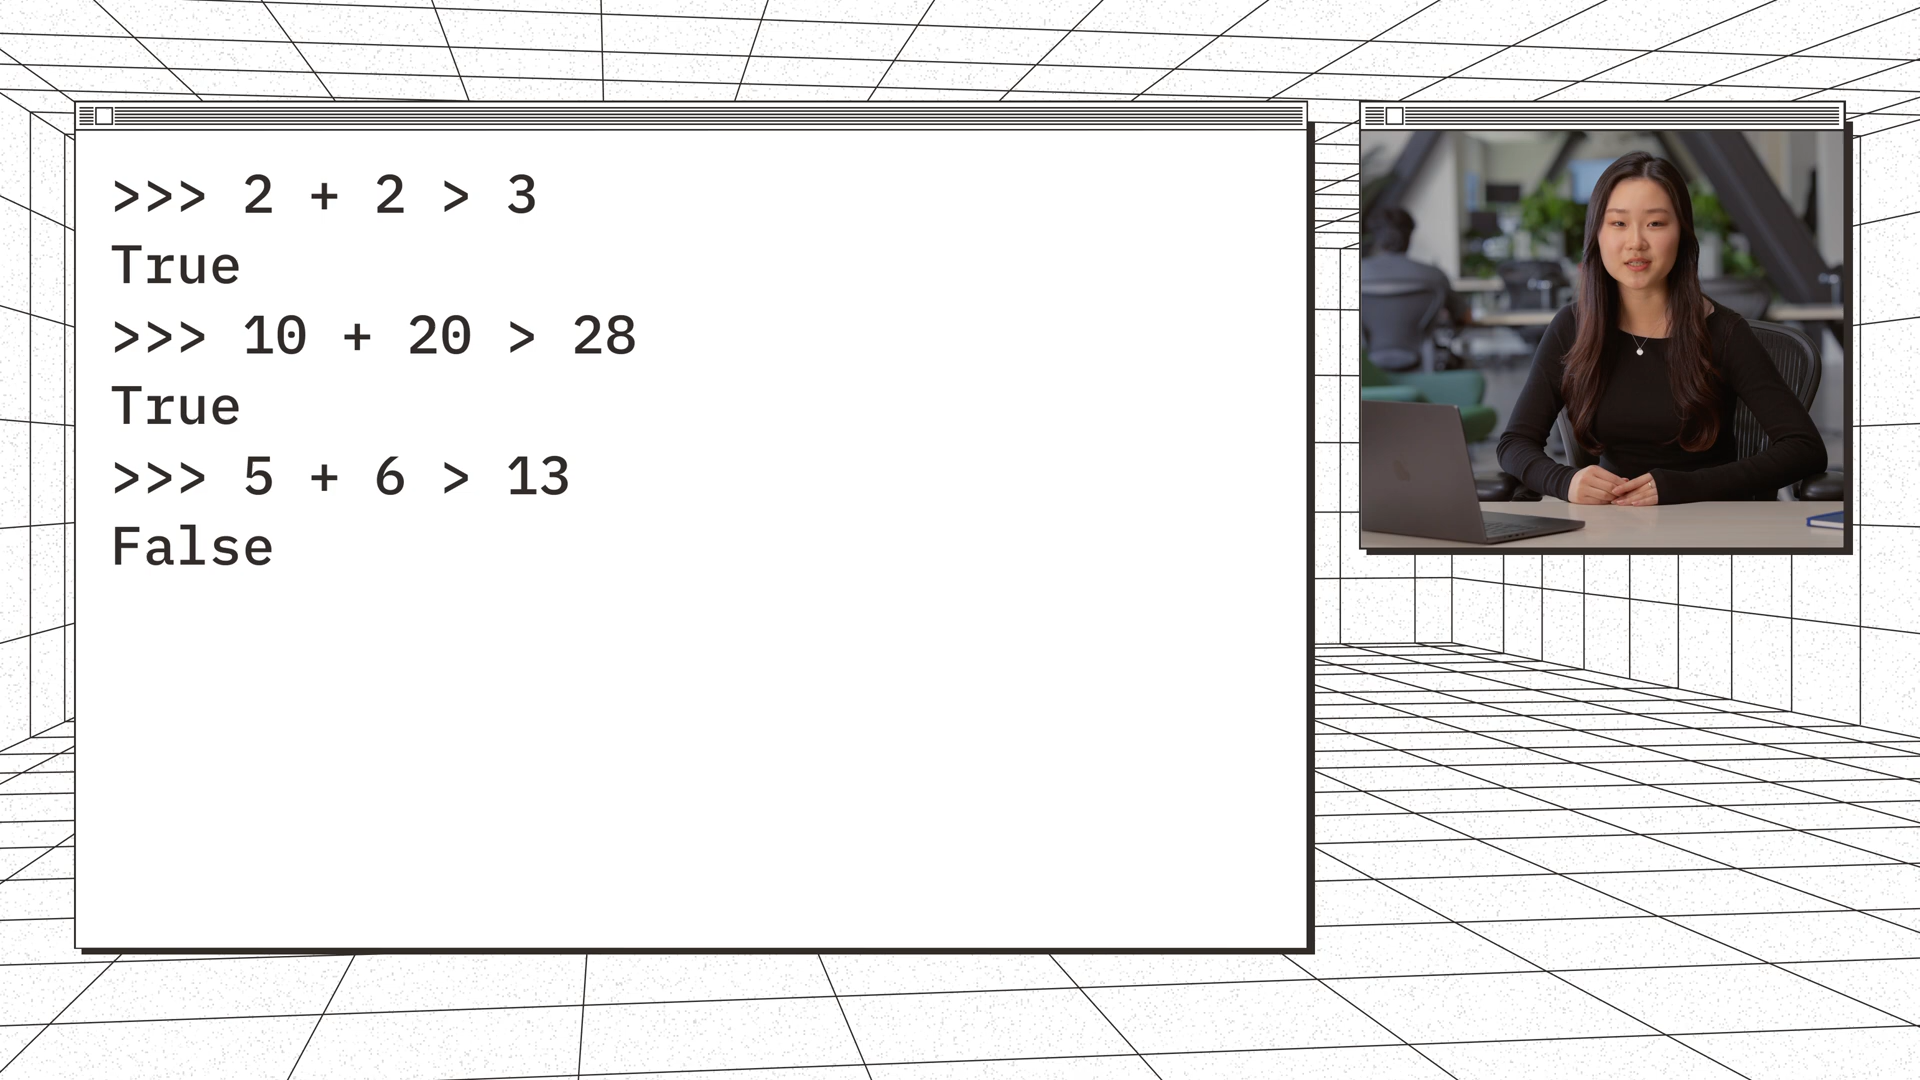 >>> 2 + 2 > 3
True
>>> 10 + 20 > 28
True
>>> 5 + 6 > 13
False